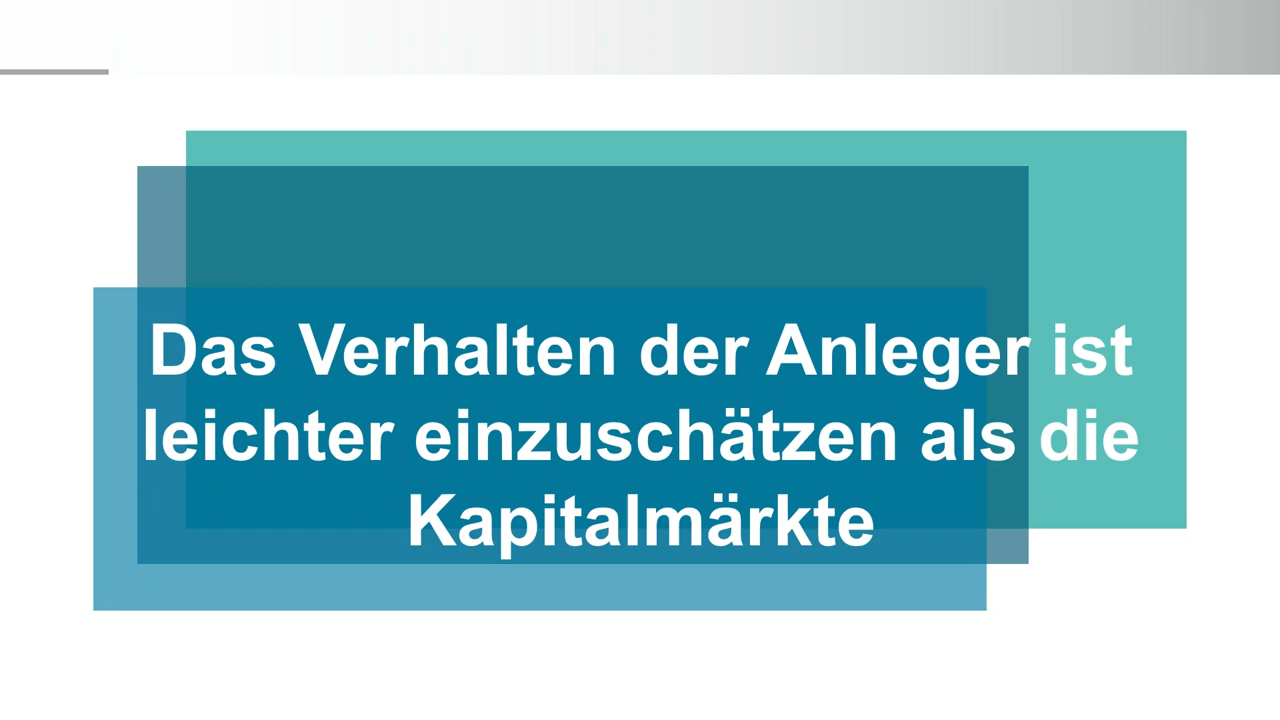 Das Verhalten der Anleger ist
leichter einzuschätzen als die
Kapitalmärkte